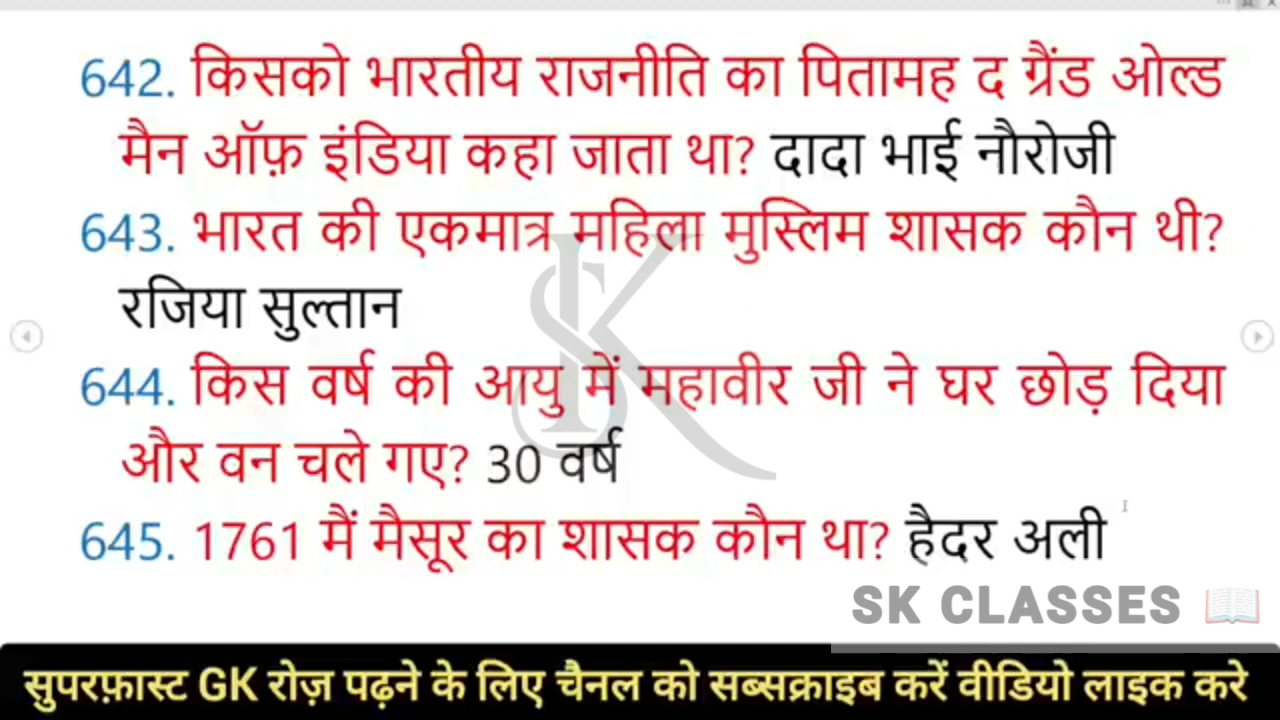 642. किसको भारतीय राजनीति का पितामह द ग्रैंड ओल्ड
मैन ऑफ़ इंडिया कहा जाता था? दादा भाई नौरोजी
643. भारत की एकमात्र महिला मुस्लिम शासक कौन थी?
रजिया सुल्तान
644. किस वर्ष की आयु में महावीर जी ने घर छोड़ दिया
और वन चले गए? 30 वर्ष
645. 1761 मैं मैसूर का शासक कौन था? हैदर अली
SK
SK CLASSES
सुपरफ़ास्ट GK रोज़ पढ़ने के लिए चैनल को सब्सक्राइब करें वीडियो लाइक करे